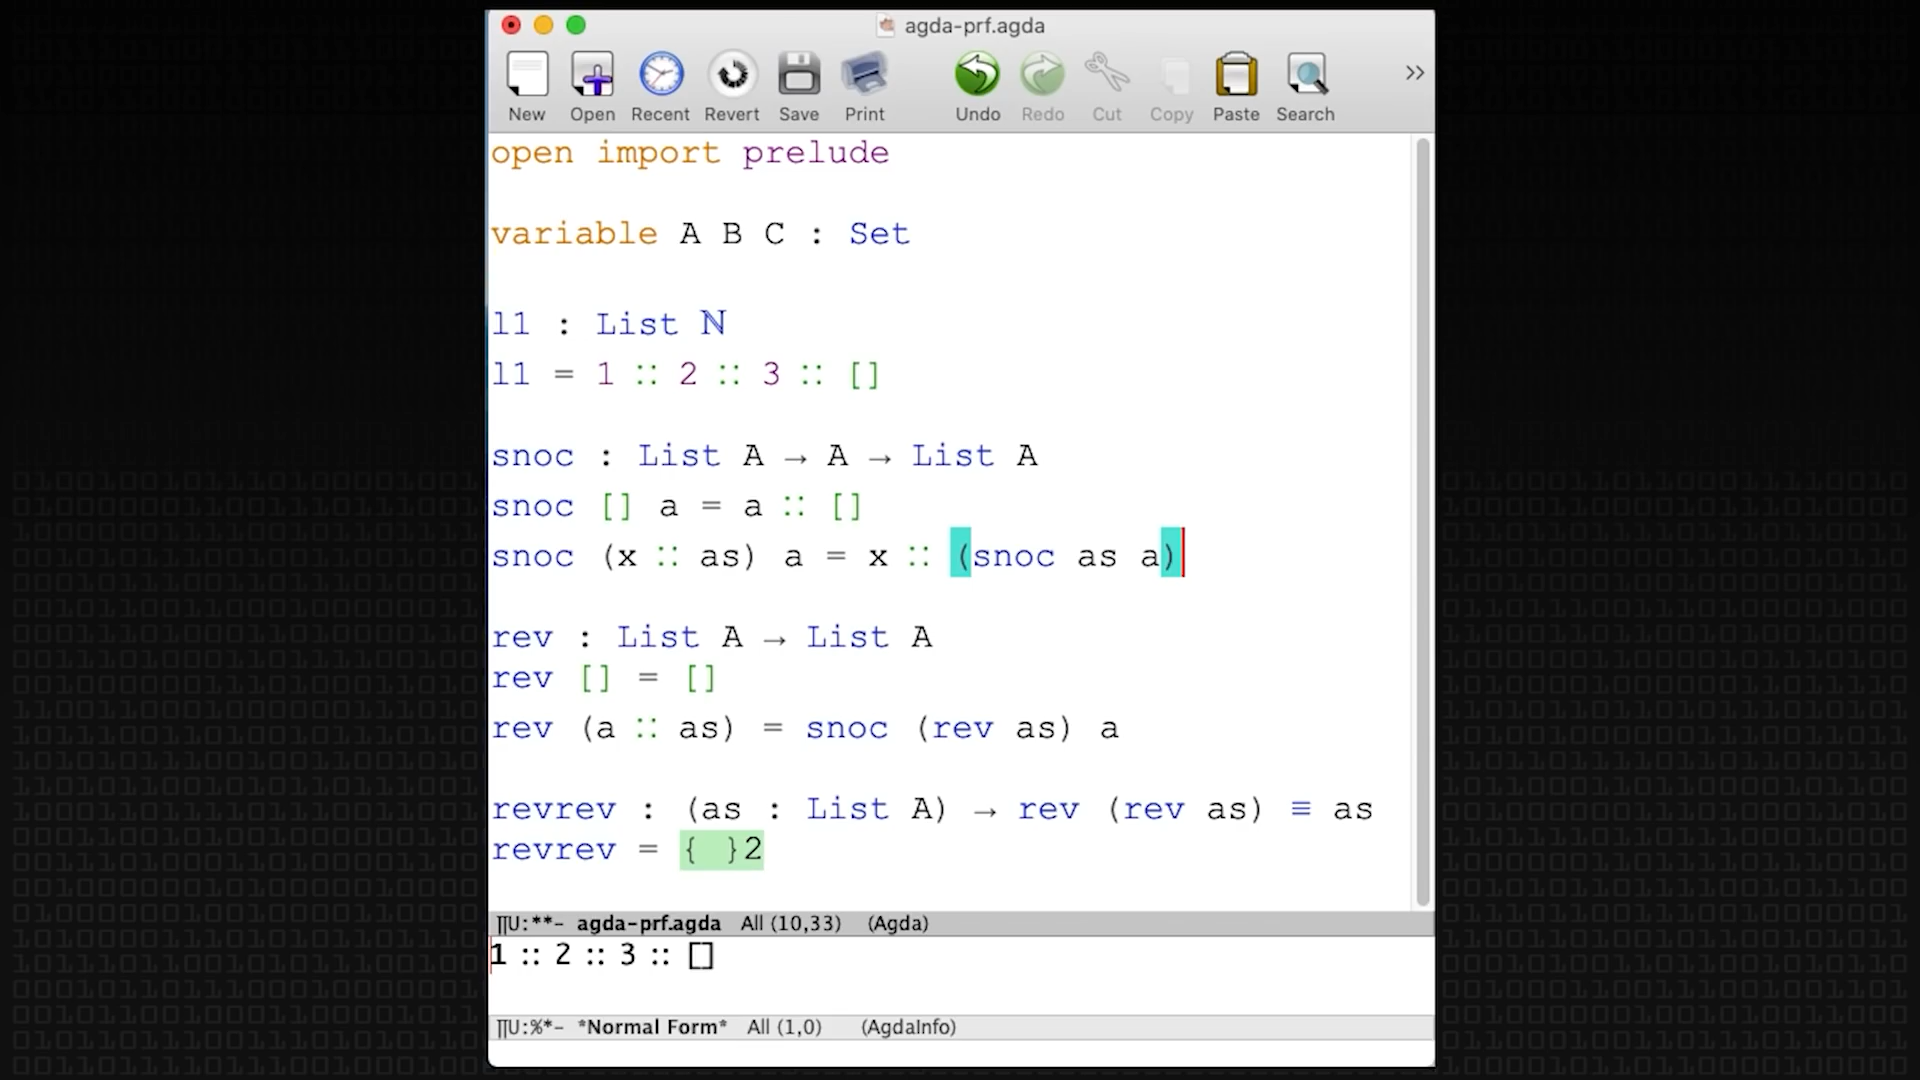 agda-prf.agda
New Open Recent Revert Save Print Undo Redo Cut Copy Paste Search »
open import prelude
variable A B C : Set
l1 : List ℕ
l1 = 1 ∷ 2 ∷ 3 ∷ []
snoc : List A → A → List A
snoc [] a = a ∷ []
snoc (x ∷ as) a = x ∷ (snoc as a)
rev : List A → List A
rev [] = []
rev (a ∷ as) = snoc (rev as) a
revrev : (as : List A) → rev (rev as) ≡ as
revrev = { }2
∏U:**- agda-prf.agda All (10,33) (Agda)
1 ∷ 2 ∷ 3 ∷ []
∏U:%*- *Normal Form* All (1,0) (AgdaInfo)